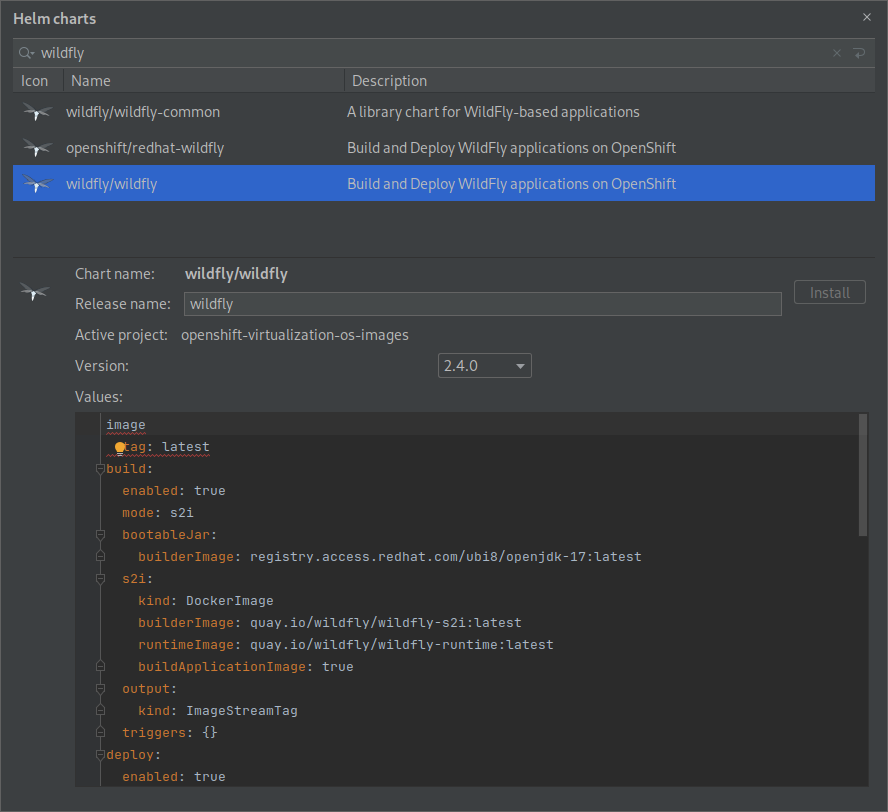 Helm charts
wildfly
Icon Name Description
wildfly/wildfly-common A library chart for WildFly-based applications
openshift/redhat-wildfly Build and Deploy WildFly applications on OpenShift
wildfly/wildfly Build and Deploy WildFly applications on OpenShift
Chart name: wildfly/wildfly
Release name: wildfly Install
Active project: openshift-virtualization-os-images
Version: 2.4.0
Values:
image
tag: latest
build:
enabled: true
mode: s2i
bootableJar:
builderImage: registry.access.redhat.com/ubi8/openjdk-17:latest
s2i:
kind: DockerImage
builderImage: quay.io/wildfly/wildfly-s2i:latest
runtimeImage: quay.io/wildfly/wildfly-runtime:latest
buildApplicationImage: true
output:
kind: ImageStreamTag
triggers: {}
deploy:
enabled: true